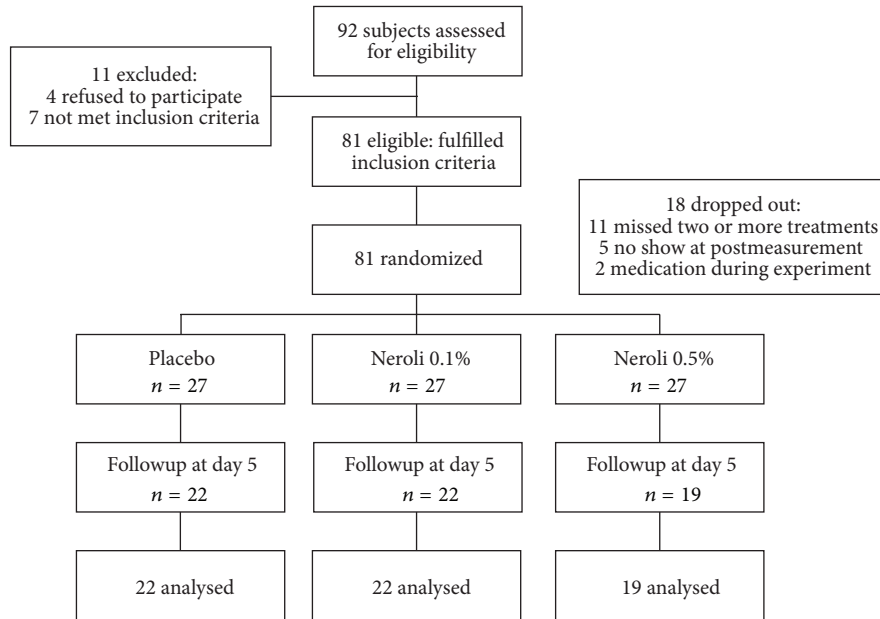 92 subjects assessed
for eligibility
11 excluded:
4 refused to participate
7 not met inclusion criteria
81 eligible: fulfilled
inclusion criteria
18 dropped out:
11 missed two or more treatments
5 no show at postmeasurement
2 medication during experiment
81 randomized
Placebo
n = 27
Neroli 0.1%
n = 27
Neroli 0.5%
n = 27
Followup at day 5
n = 22
Followup at day 5
n = 22
Followup at day 5
n = 19
22 analysed
22 analysed
19 analysed